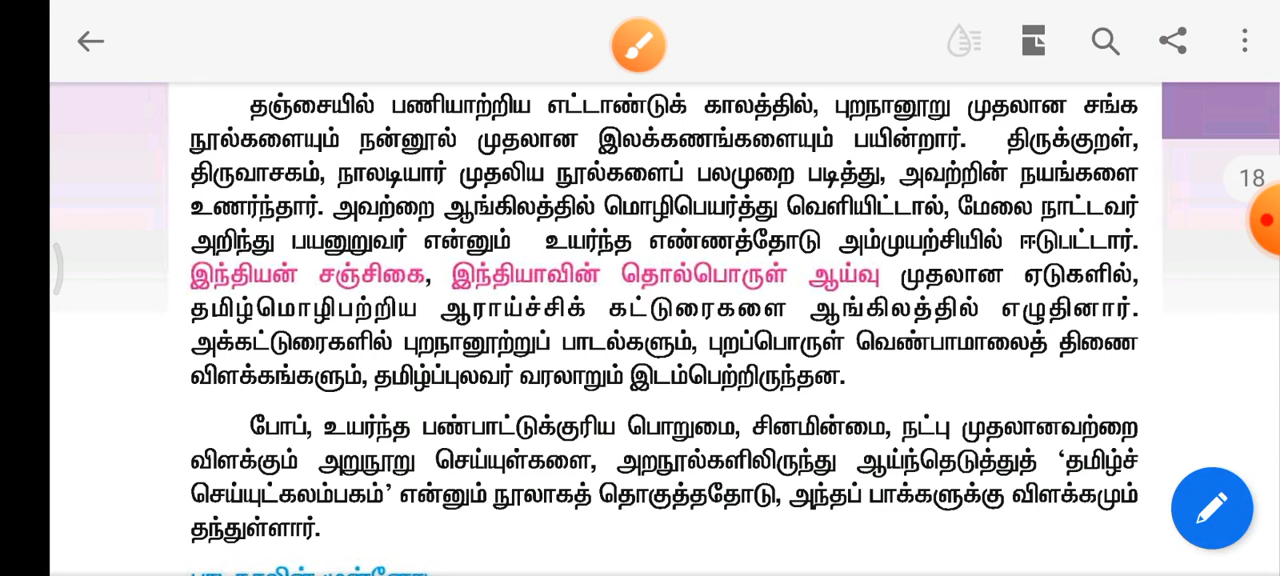 தஞ்சையில் பணியாற்றிய எட்டாண்டுக் காலத்தில், புறநானூறு முதலான சங்க
நூல்களையும் நன்னூல் முதலான இலக்கணங்களையும் பயின்றார். திருக்குறள்,
திருவாசகம், நாலடியார் முதலிய நூல்களைப் பலமுறை படித்து, அவற்றின் நயங்களை
18
உணர்ந்தார். அவற்றை ஆங்கிலத்தில் மொழிபெயர்த்து வெளியிட்டால், மேலை நாட்டவர்
அறிந்து பயனுறுவர் என்னும் உயர்ந்த எண்ணத்தோடு அம்முயற்சியில் ஈடுபட்டார்.
இந்தியன் சஞ்சிகை, இந்தியாவின் தொல்பொருள் ஆய்வு முதலான ஏடுகளில்,
தமிழ்மொழிபற்றிய ஆராய்ச்சிக் கட்டுரைகளை ஆங்கிலத்தில் எழுதினார்.
அக்கட்டுரைகளில் புறநானூற்றுப் பாடல்களும், புறப்பொருள் வெண்பாமாலைத் திணை
விளக்கங்களும், தமிழ்ப்புலவர் வரலாறும் இடம்பெற்றிருந்தன.
போப், உயர்ந்த பண்பாட்டுக்குரிய பொறுமை, சினமின்மை, நட்பு முதலானவற்றை
விளக்கும் அறுநூறு செய்யுள்களை, அறநூல்களிலிருந்து ஆய்ந்தெடுத்துத் ‘தமிழ்ச்
செய்யுட்கலம்பகம்’ என்னும் நூலாகத் தொகுத்ததோடு, அந்தப் பாக்களுக்கு விளக்கமும்
தந்துள்ளார்.